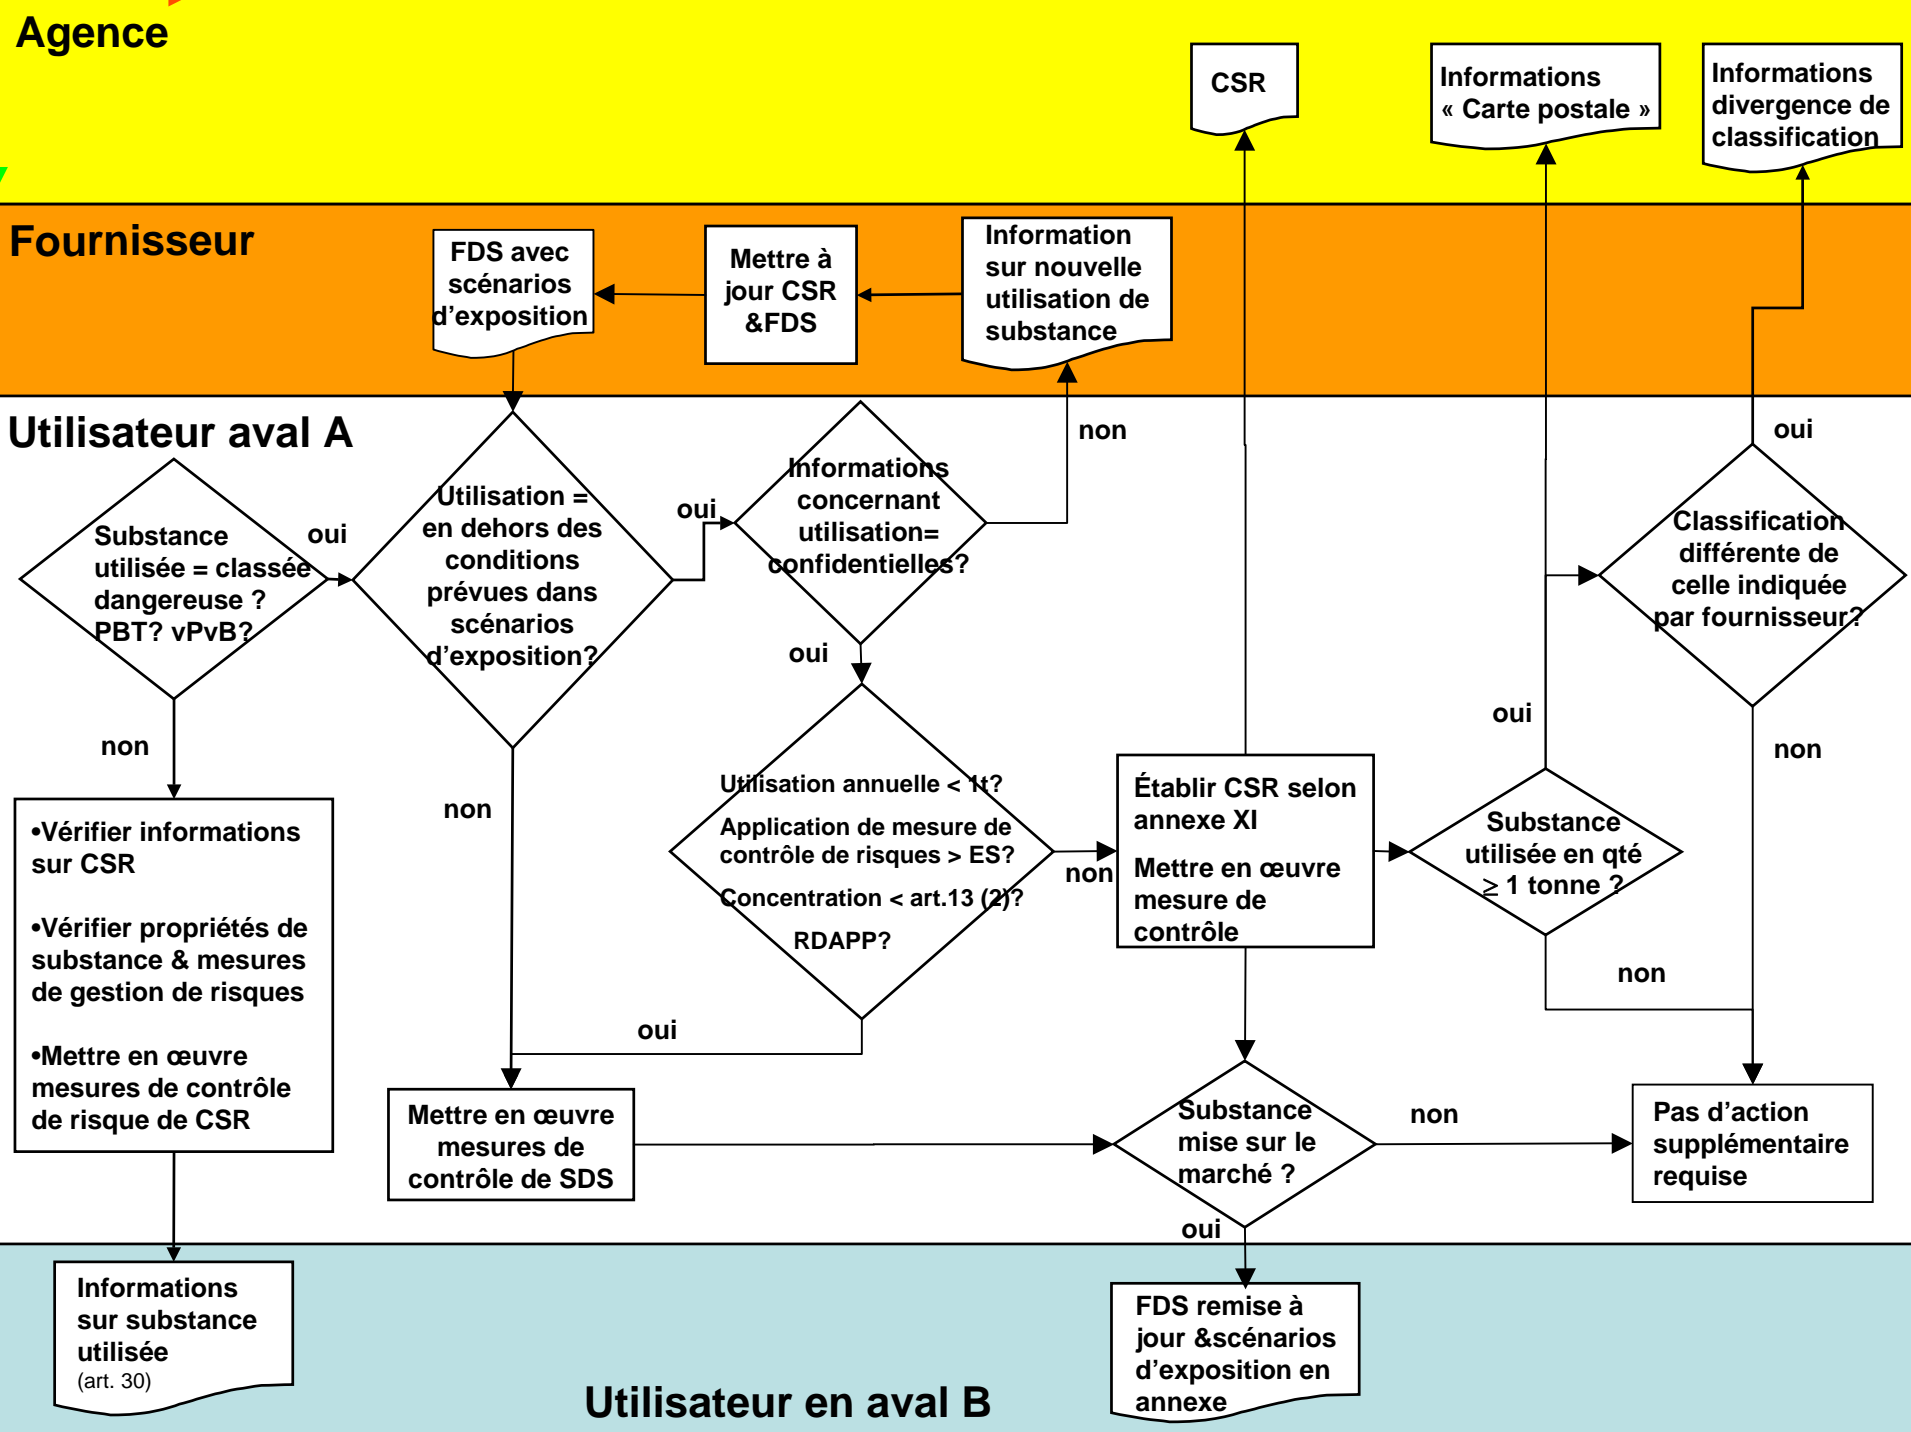 Agence
CSR
Informations
« Carte postale »
Informations
divergence de
classification
Fournisseur
FDS avec
scénarios
d'exposition
Mettre à
jour CSR
&FDS
Information
sur nouvelle
utilisation de
substance
Utilisateur aval A
Substance
utilisée = classée
dangereuse ?
PBT? vPvB?
oui
non
Utilisation =
en dehors des
conditions
prévues dans
scénarios
d'exposition?
oui
non
Informations
concernant
utilisation=
confidentielles?
non
oui
Utilisation annuelle < 1t?
Application de mesure de
contrôle de risques > ES?
Concentration < art.13 (2)?
RDAPP?
non
oui
Établir CSR selon
annexe XI
Mettre en œuvre
mesure de
contrôle
Substance
utilisée en qté
≥ 1 tonne ?
oui
non
Classification
différente de
celle indiquée
par fournisseur?
oui
non
•Vérifier informations
sur CSR
•Vérifier propriétés de
substance & mesures
de gestion de risques
•Mettre en œuvre
mesures de contrôle
de risque de CSR
Mettre en œuvre
mesures de
contrôle de SDS
Substance
mise sur le
marché ?
non
oui
Pas d'action
supplémentaire
requise
Informations
sur substance
utilisée
(art. 30)
Utilisateur en aval B
FDS remise à
jour &scénarios
d'exposition en
annexe